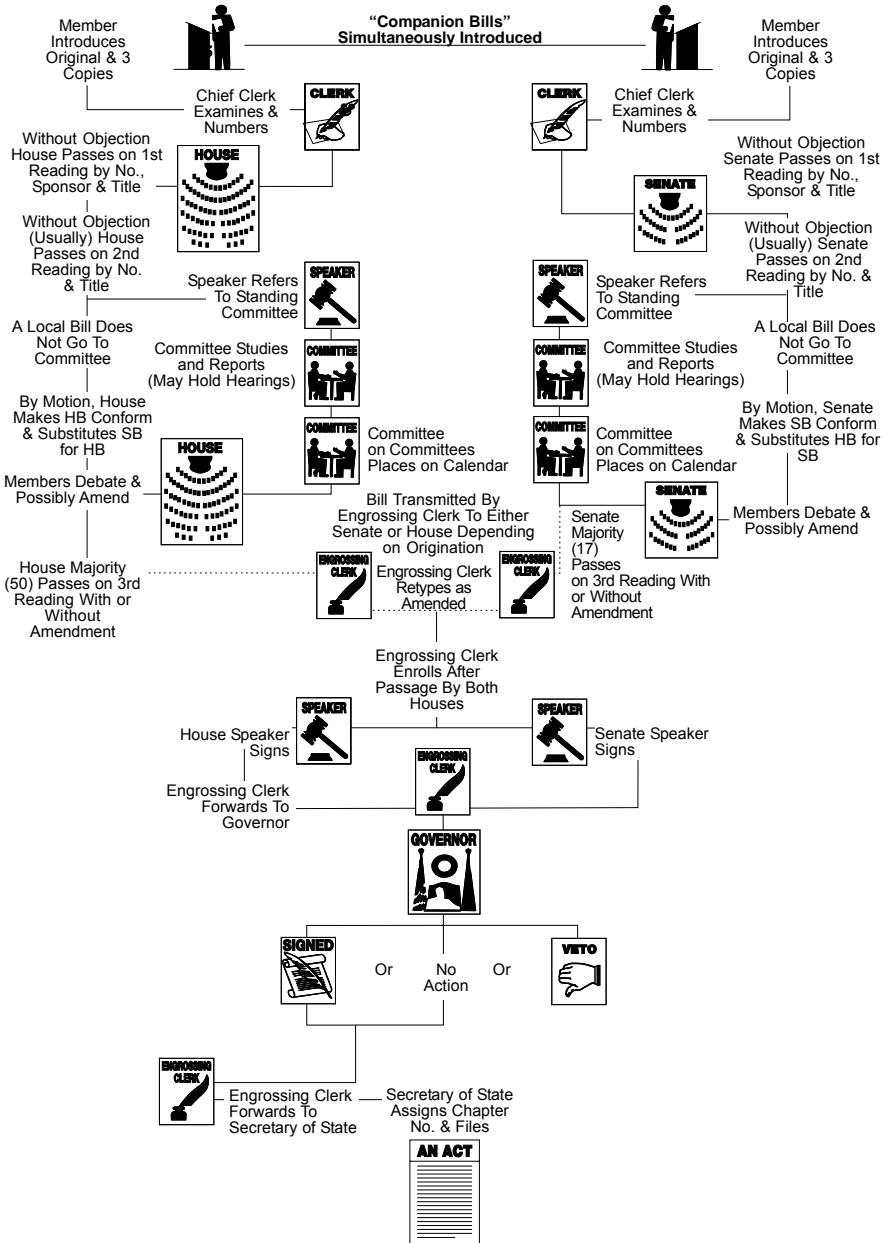 “Companion Bills”
Simultaneously Introduced
Member
Introduces
Original & 3
Copies
Member
Introduces
Original & 3
Copies
Chief Clerk
Examines &
Numbers
CLERK
CLERK
Chief Clerk
Examines &
Numbers
Without Objection
House Passes on 1st
Reading by No.,
Sponsor & Title
HOUSE
Without Objection
Senate Passes on 1st
Reading by No.,
Sponsor & Title
SENATE
Without Objection
(Usually) House
Passes on 2nd
Reading by No.
& Title
Without Objection
(Usually) Senate
Passes on 2nd
Reading by No.
& Title
Speaker Refers
To Standing
Committee
SPEAKER
SPEAKER
Speaker Refers
To Standing
Committee
A Local Bill Does
Not Go To
Committee
A Local Bill Does
Not Go To
Committee
Committee Studies
and Reports
(May Hold Hearings)
COMMITTEE
COMMITTEE
Committee Studies
and Reports
(May Hold Hearings)
By Motion, House
Makes HB Conform
& Substitutes SB
for HB
By Motion, Senate
Makes SB Conform
& Substitutes HB for
SB
COMMITTEE
Committee
on Committees
Places on Calendar
COMMITTEE
Committee
on Committees
Places on Calendar
HOUSE
Members Debate &
Possibly Amend
SENATE
Members Debate &
Possibly Amend
Bill Transmitted By
Engrossing Clerk To Either
Senate or House Depending
on Origination
House Majority
(50) Passes on 3rd
Reading With or
Without
Amendment
ENGROSSING
CLERK
Engrossing Clerk
Retypes as
Amended
ENGROSSING
CLERK
Senate
Majority
(17)
Passes
on 3rd Reading With
or Without
Amendment
Engrossing Clerk
Enrolls After
Passage By Both
Houses
House Speaker
Signs
SPEAKER
SPEAKER
Senate Speaker
Signs
Engrossing Clerk
Forwards To
Governor
ENGROSSING
CLERK
GOVERNOR
SIGNED
Or
No
Action
Or
VETO
ENGROSSING
CLERK
Engrossing Clerk
Forwards To
Secretary of State
Secretary of State
Assigns Chapter
No. & Files
AN ACT